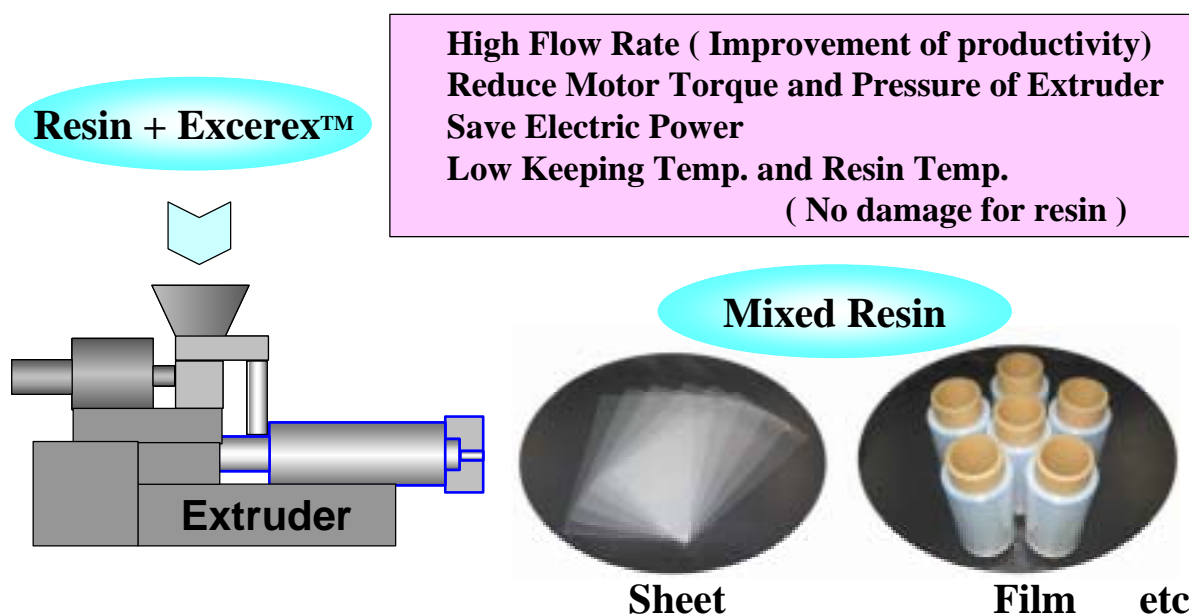 High Flow Rate ( Improvement of productivity)
Reduce Motor Torque and Pressure of Extruder
Save Electric Power
Low Keeping Temp. and Resin Temp.
( No damage for resin )
Resin + Excerex™
Mixed Resin
Extruder
Sheet
Film etc